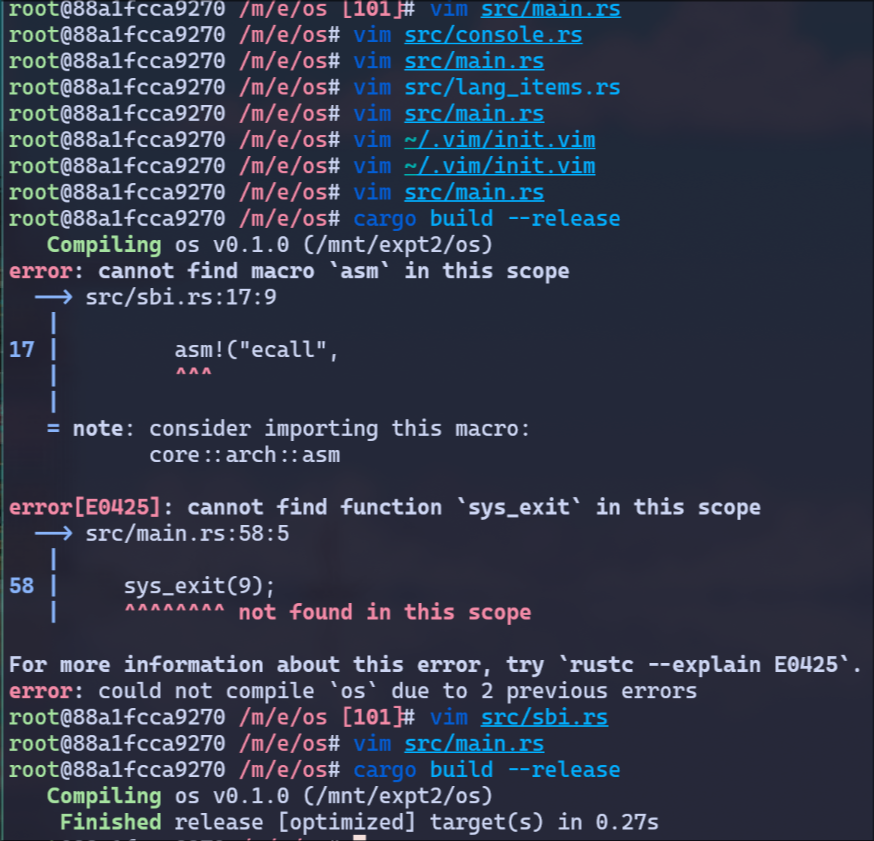 root@88a1fcca9270 /m/e/os [101]# vim src/main.rs
root@88a1fcca9270 /m/e/os# vim src/console.rs
root@88a1fcca9270 /m/e/os# vim src/main.rs
root@88a1fcca9270 /m/e/os# vim src/lang_items.rs
root@88a1fcca9270 /m/e/os# vim src/main.rs
root@88a1fcca9270 /m/e/os# vim ~/.vim/init.vim
root@88a1fcca9270 /m/e/os# vim ~/.vim/init.vim
root@88a1fcca9270 /m/e/os# vim src/main.rs
root@88a1fcca9270 /m/e/os# cargo build --release
   Compiling os v0.1.0 (/mnt/expt2/os)
error: cannot find macro `asm` in this scope
  --> src/sbi.rs:17:9
   |
17 |         asm!("ecall",
   |         ^^^
   |
   = note: consider importing this macro:
           core::arch::asm

error[E0425]: cannot find function `sys_exit` in this scope
  --> src/main.rs:58:5
   |
58 |     sys_exit(9);
   |     ^^^^^^^^ not found in this scope

For more information about this error, try `rustc --explain E0425`.
error: could not compile `os` due to 2 previous errors
root@88a1fcca9270 /m/e/os [101]# vim src/sbi.rs
root@88a1fcca9270 /m/e/os# vim src/main.rs
root@88a1fcca9270 /m/e/os# cargo build --release
   Compiling os v0.1.0 (/mnt/expt2/os)
    Finished release [optimized] target(s) in 0.27s